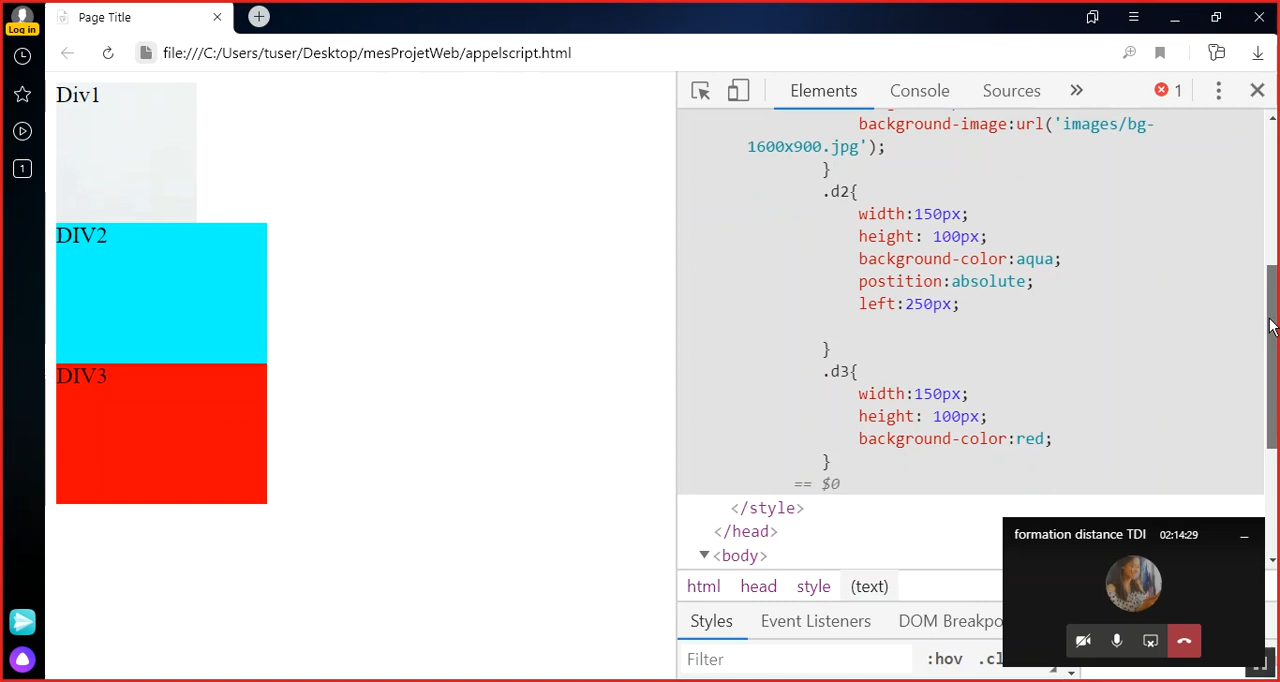 Log in
Page Title
file:///C:/Users/tuser/Desktop/mesProjetWeb/appelscript.html
1
Div1
DIV2
DIV3
Elements Console Sources » 1
background-image:url('images/bg-
1600x900.jpg');
}
.d2{
width:150px;
height: 100px;
background-color:aqua;
postition:absolute;
left:250px;
}
.d3{
width:150px;
height: 100px;
background-color:red;
}
== $0
</style>
</head>
<body>
html head style (text)
Styles Event Listeners DOM Breakpo
Filter :hov .cl
formation distance TDI 02:14:29